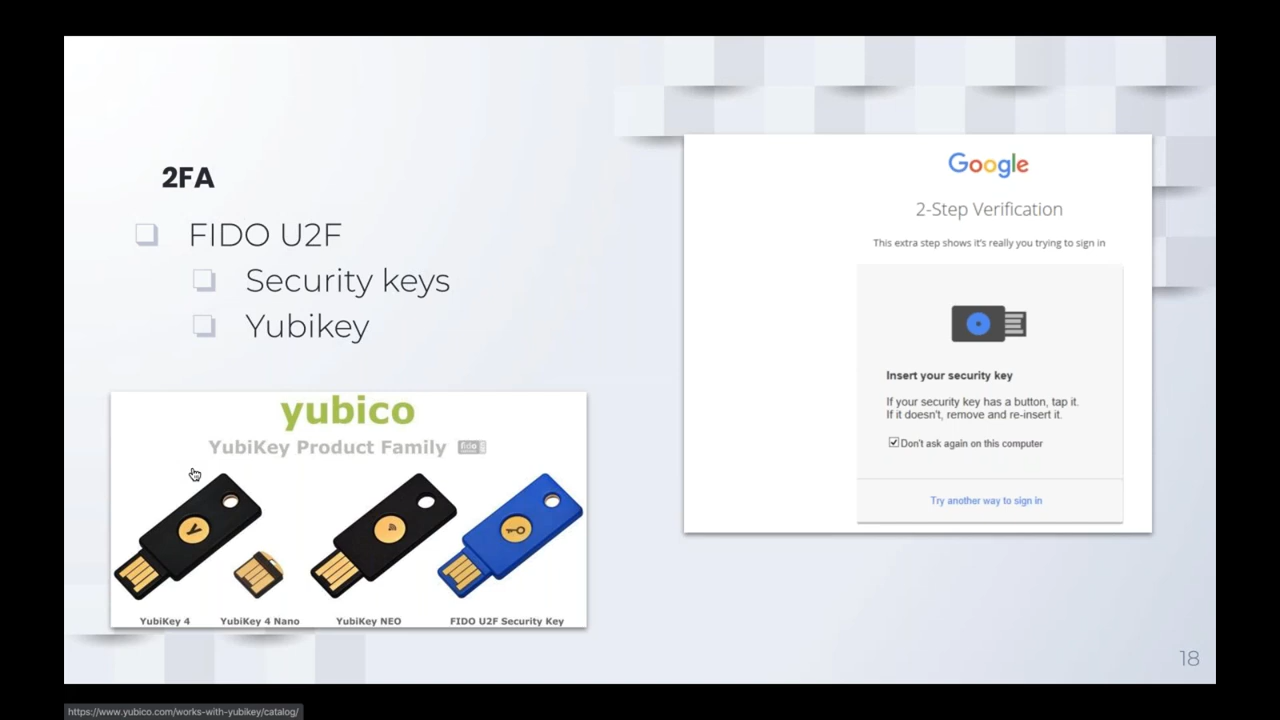 2FA
FIDO U2F
Security keys
Yubikey
yubico
YubiKey Product Family fido
YubiKey 4
YubiKey 4 Nano
YubiKey NEO
FIDO U2F Security Key
Google
2-Step Verification
This extra step shows it's really you trying to sign in
Insert your security key
If your security key has a button, tap it.
If it doesn't, remove and re-insert it.
Don't ask again on this computer
Try another way to sign in
18
https://www.yubico.com/works-with-yubikey/catalog/